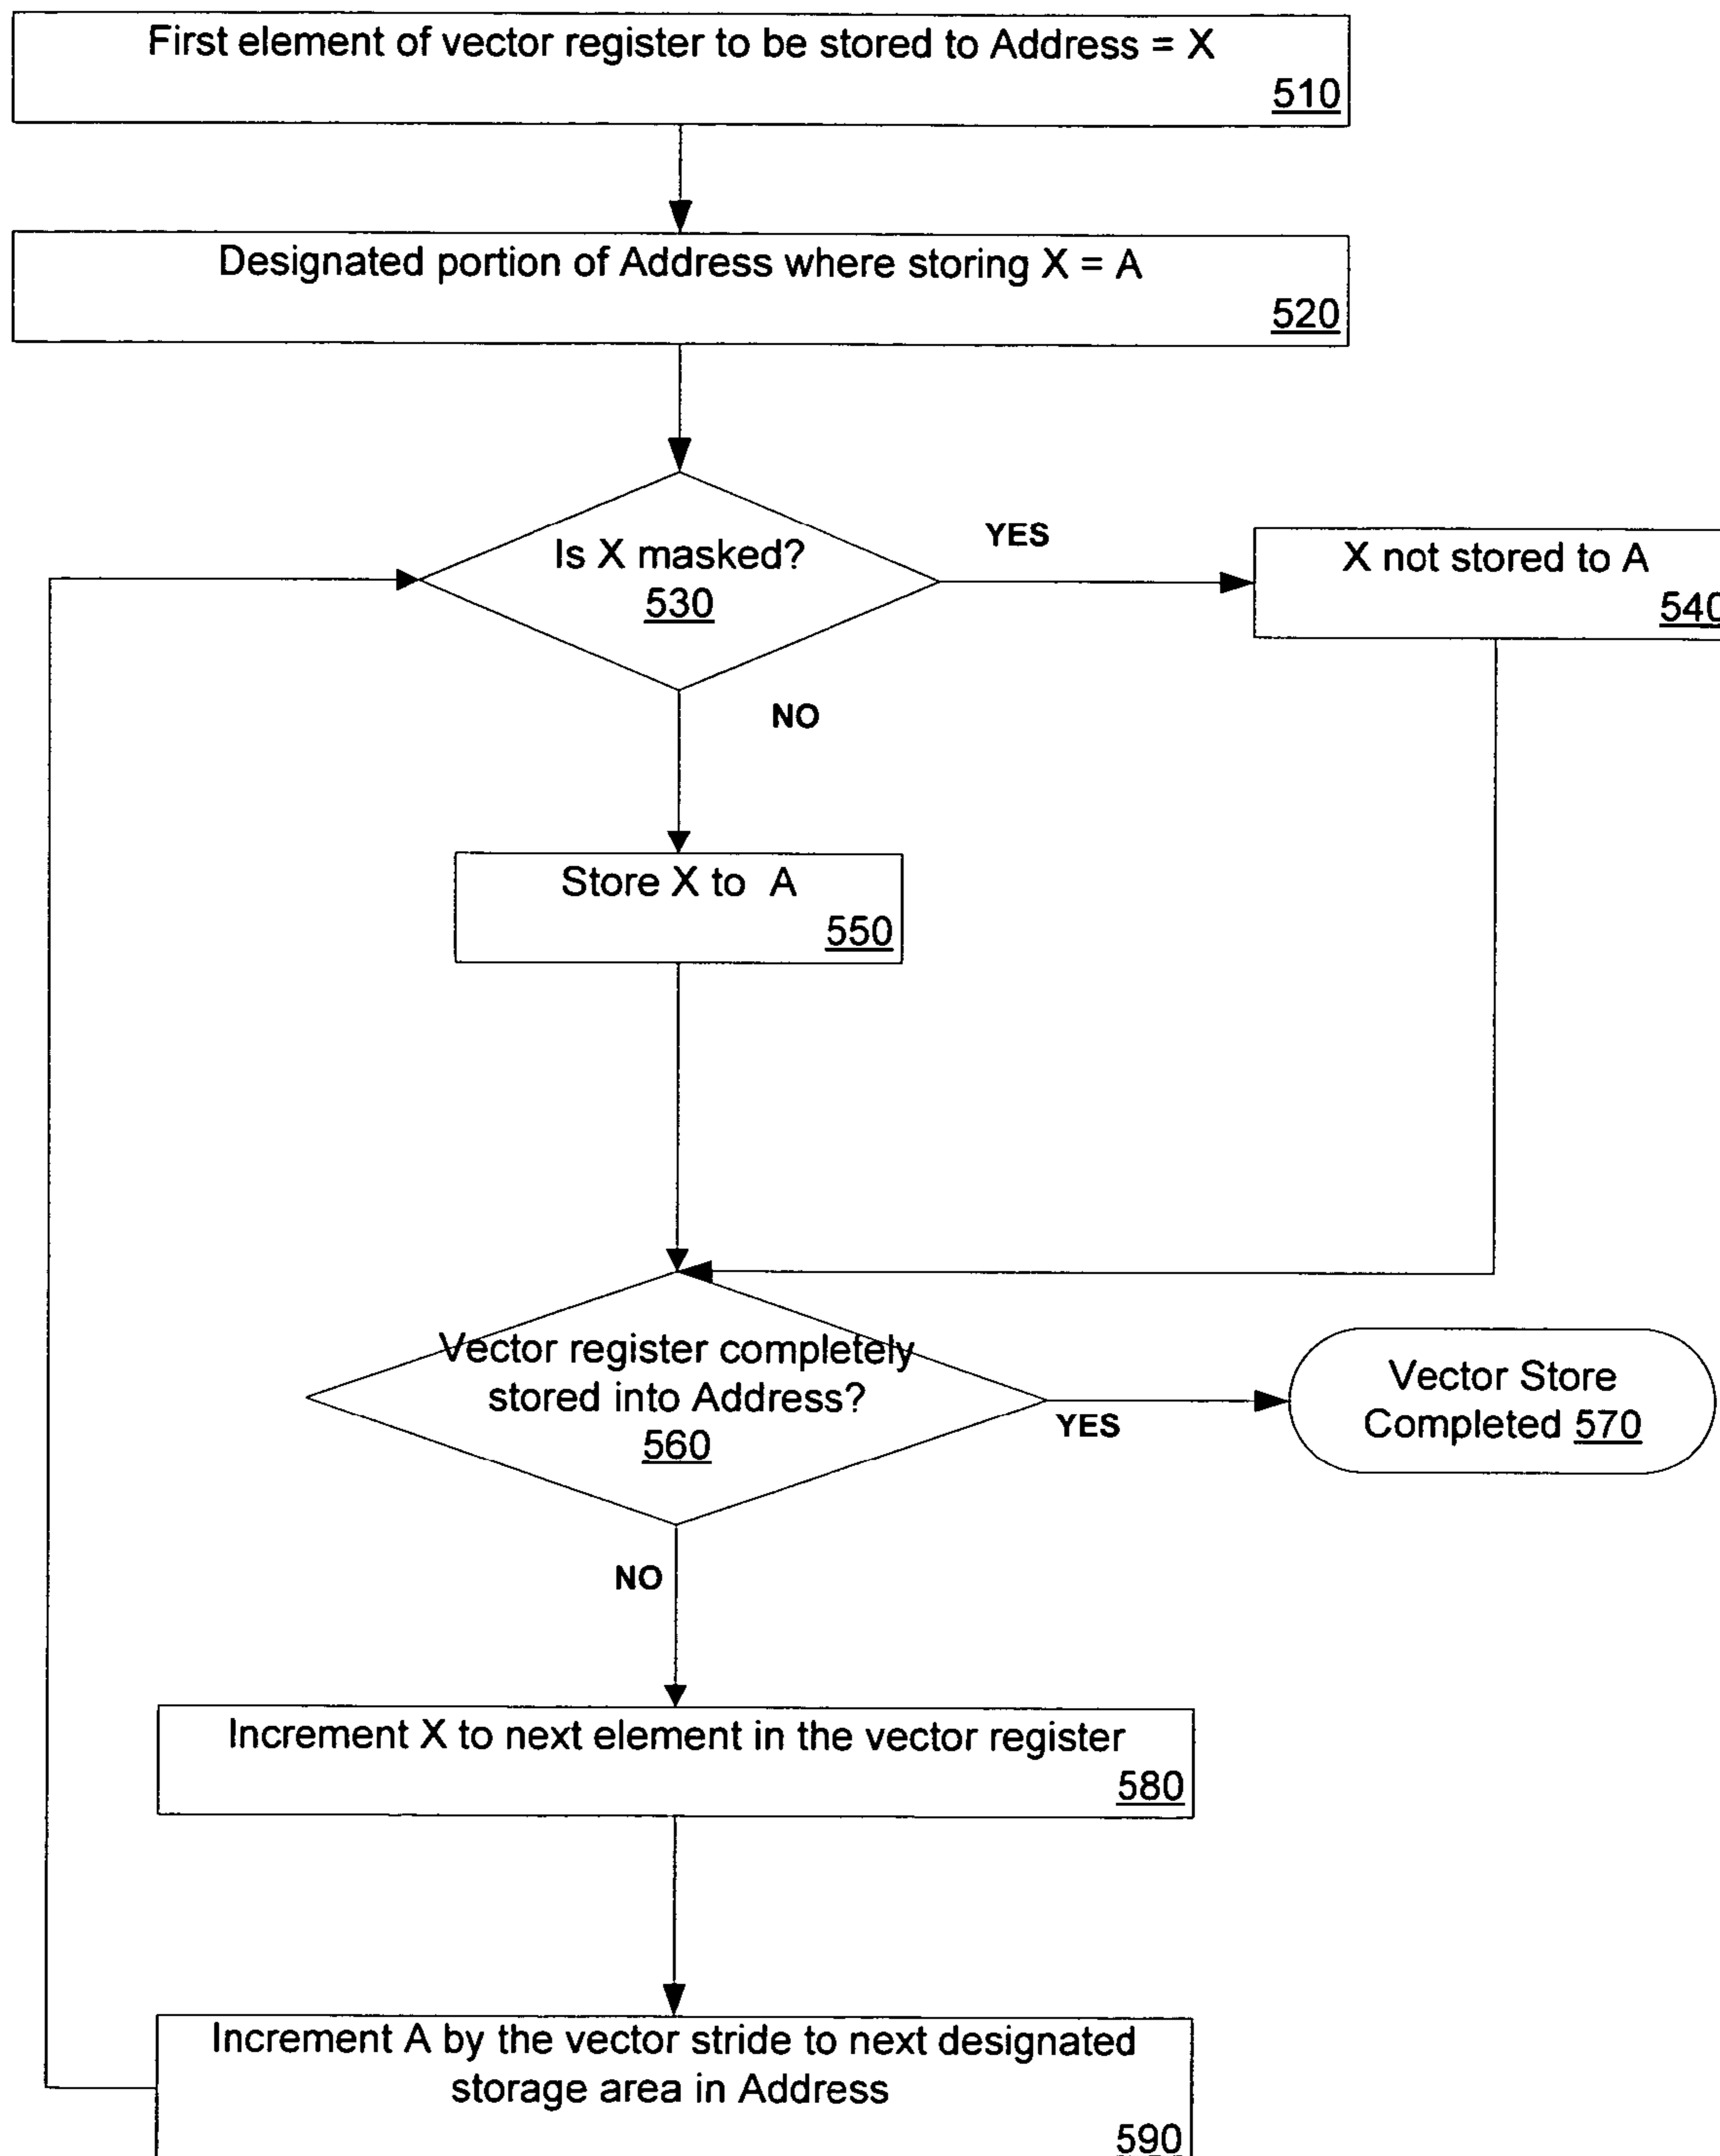 First element of vector register to be stored to Address = X
510
Designated portion of Address where storing X = A
520
Is X masked?
530
YES
X not stored to A
540
NO
Store X to A
550
Vector register completely
stored into Address?
560
YES
Vector Store
Completed 570
NO
Increment X to next element in the vector register
580
Increment A by the vector stride to next designated
storage area in Address
590